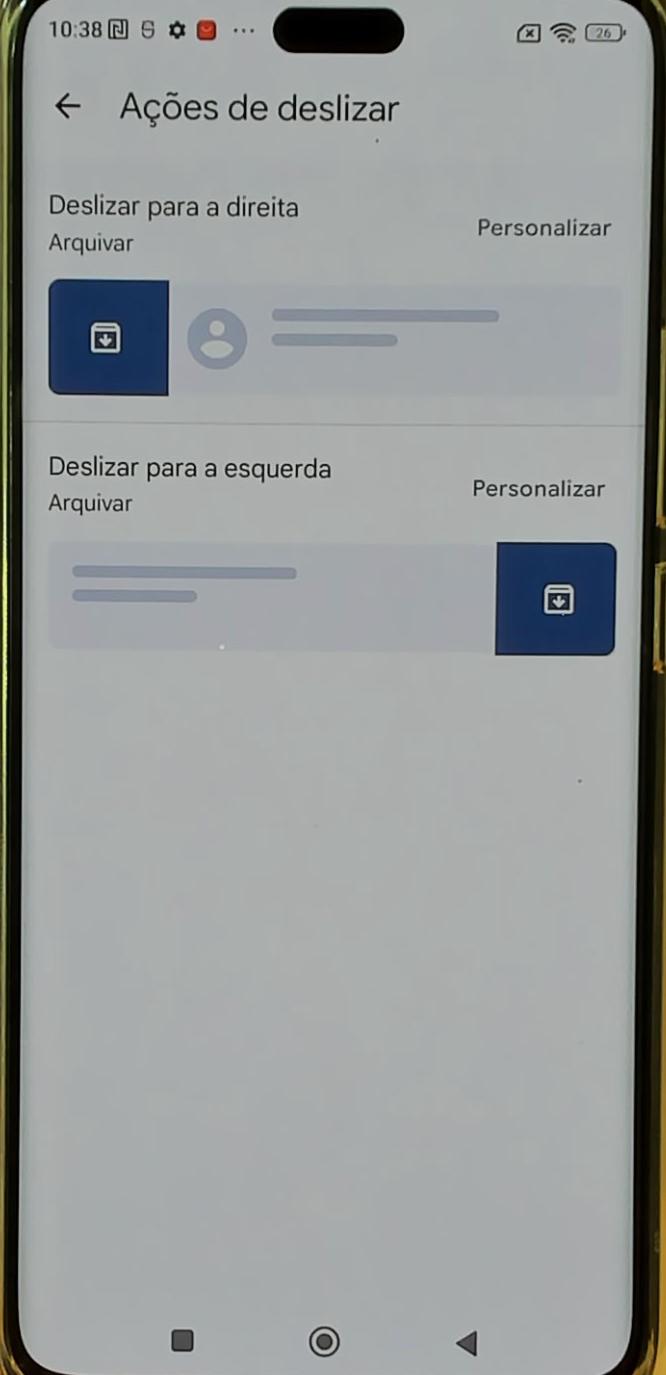 10:38
26
Ações de deslizar
Deslizar para a direita
Arquivar
Personalizar
Deslizar para a esquerda
Arquivar
Personalizar